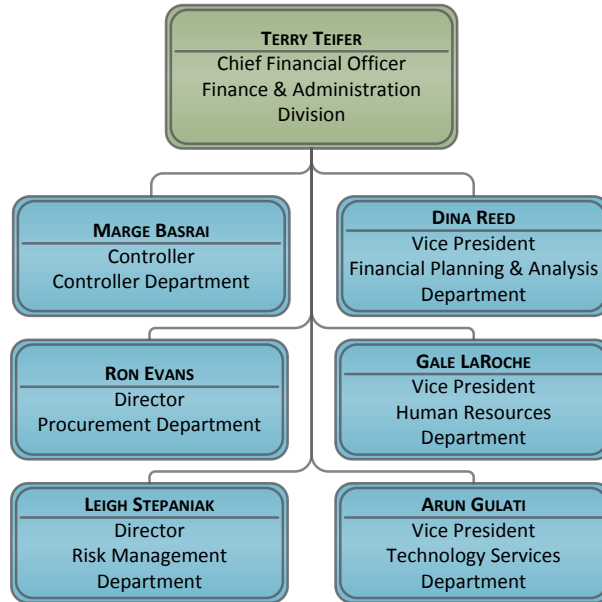 TERRY TEIFER
Chief Financial Officer
Finance & Administration
Division
MARGE BASRAI
Controller
Controller Department
DINA REED
Vice President
Financial Planning & Analysis
Department
RON EVANS
Director
Procurement Department
GALE LAROCHE
Vice President
Human Resources
Department
LEIGH STEPANIAK
Director
Risk Management
Department
ARUN GULATI
Vice President
Technology Services
Department